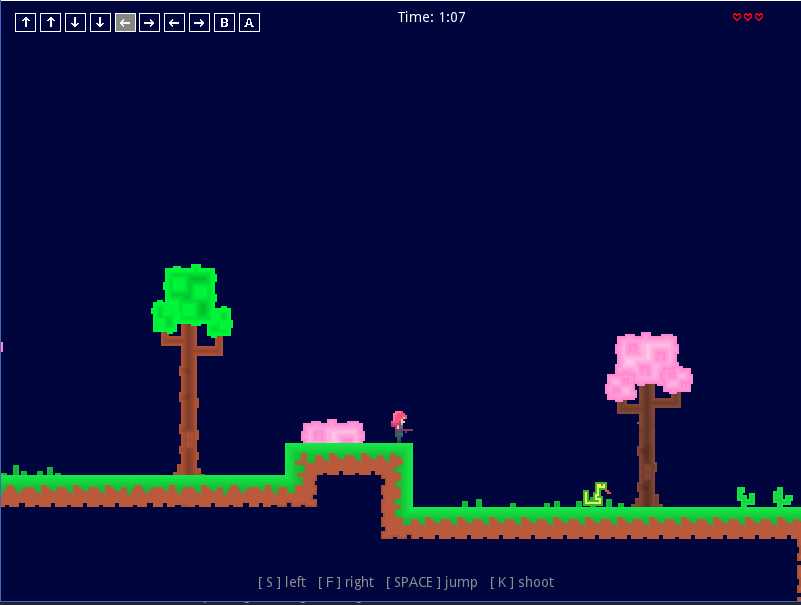 ↑ ↑ ↓ ↓ ← → ← → B A
Time: 1:07
[ S ] left [ F ] right [ SPACE ] jump [ K ] shoot